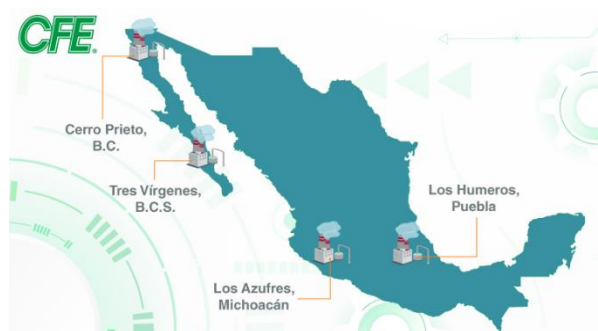 CFE
Cerro Prieto,
B.C.
Tres Vírgenes,
B.C.S.
Los Humeros,
Puebla
Los Azufres,
Michoacán